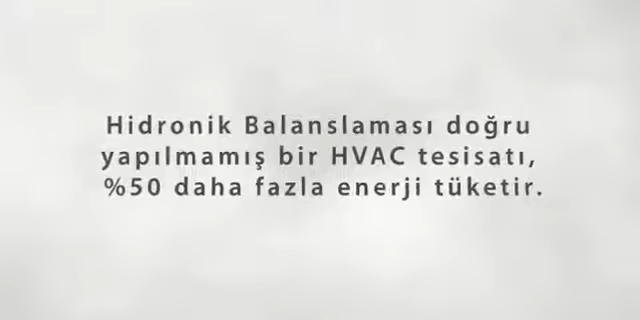 Hidronik Balanslaması doğru
yapılmamış bir HVAC tesisatı,
%50 daha fazla enerji tüketir.